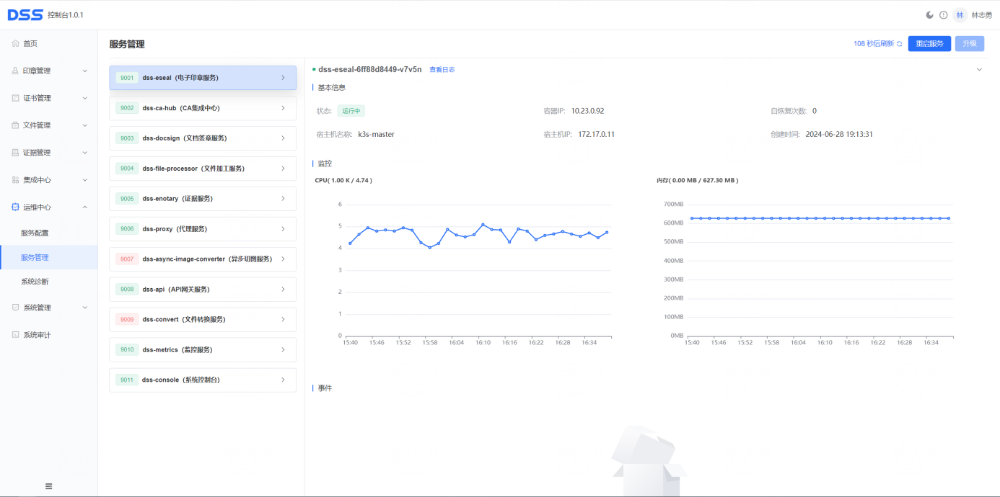 DSS 控制台1.0.1
林 林志勇
首页
印章管理
证书管理
文件管理
证据管理
集成中心
运维中心
服务配置
服务管理
系统诊断
系统管理
系统审计
服务管理
108 秒后刷新 重启服务 升级
9001 dss-eseal（电子印章服务）
9002 dss-ca-hub（CA集成中心）
9003 dss-docsign（文档签章服务）
9004 dss-file-processor（文件加工服务）
9005 dss-enotary（证据服务）
9006 dss-proxy（代理服务）
9007 dss-async-image-converter（异步切图服务）
9008 dss-api（API网关服务）
9009 dss-convert（文件转换服务）
9010 dss-metrics（监控服务）
9011 dss-console（系统控制台）
dss-eseal-6ff88d8449-v7v5n 查看日志
基本信息
状态: 运行中 容器IP: 10.23.0.92 自恢复次数: 0
宿主机名称: k3s-master 宿主机IP: 172.17.0.11 创建时间: 2024-06-28 19:13:31
监控
CPU( 1.00 K / 4.74 )
6
5
4
3
2
1
0
15:40 15:46 15:52 15:58 16:04 16:10 16:16 16:22 16:28 16:34
内存( 0.00 MB / 627.30 MB )
700MB
600MB
500MB
400MB
300MB
200MB
100MB
0MB
15:40 15:46 15:52 15:58 16:04 16:10 16:16 16:22 16:28 16:34
事件